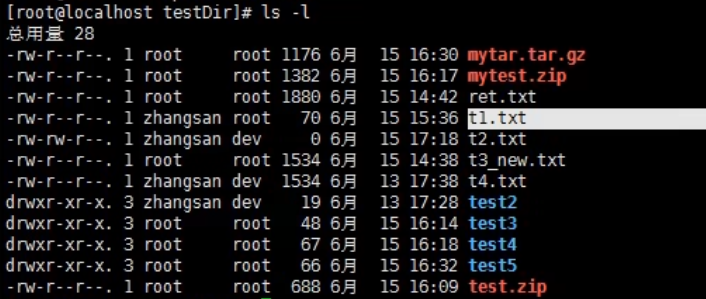 [root@localhost testDir]# ls -l
总用量 28
-rw-r--r--. 1 root     root 1176 6月  15 16:30 mytar.tar.gz
-rw-r--r--. 1 root     root 1382 6月  15 16:17 mytest.zip
-rw-r--r--. 1 root     root 1880 6月  15 14:42 ret.txt
-rw-r--r--. 1 zhangsan root   70 6月  15 15:36 t1.txt
-rw-rw-r--. 1 zhangsan dev     0 6月  15 17:18 t2.txt
-rw-r--r--. 1 root     root 1534 6月  15 14:38 t3_new.txt
-rw-r--r--. 1 zhangsan dev  1534 6月  13 17:38 t4.txt
drwxr-xr-x. 3 zhangsan dev    19 6月  13 17:28 test2
drwxr-xr-x. 3 root     root   48 6月  15 16:14 test3
drwxr-xr-x. 3 root     root   67 6月  15 16:18 test4
drwxr-xr-x. 3 root     root   66 6月  15 16:32 test5
-rw-r--r--. 1 root     root  688 6月  15 16:09 test.zip